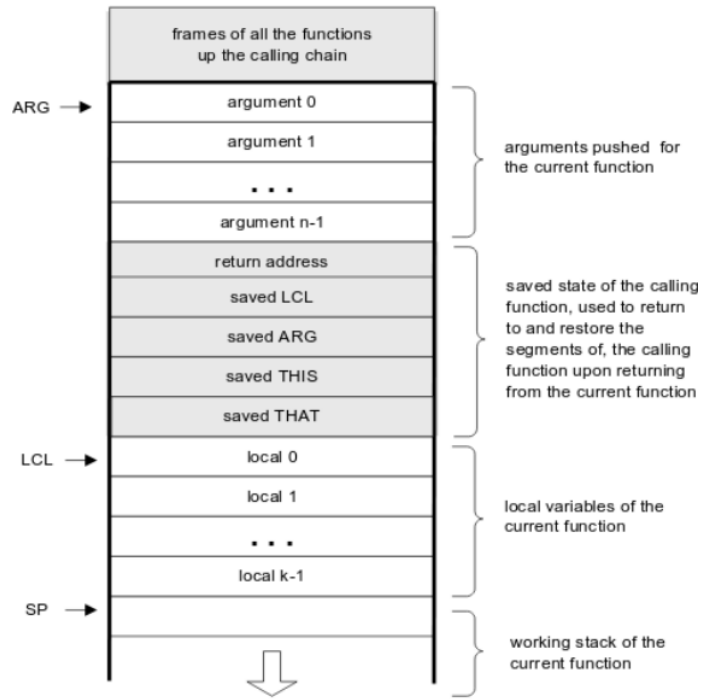 frames of all the functions
up the calling chain
ARG
argument 0
argument 1
. . .
argument n-1
arguments pushed for
the current function
return address
saved LCL
saved ARG
saved THIS
saved THAT
saved state of the calling
function, used to return
to and restore the
segments of, the calling
function upon returning
from the current function
LCL
local 0
local 1
. . .
local k-1
local variables of the
current function
SP
working stack of the
current function